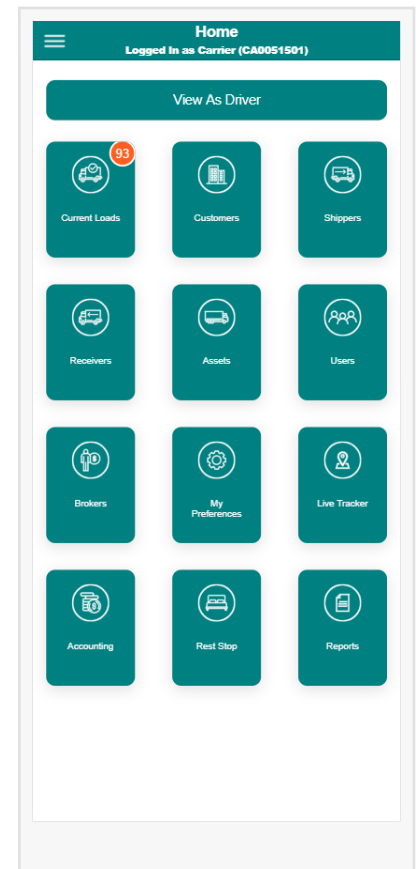 Home
Logged In as Carrier (CA0051501)
View As Driver
93
Current Loads
Customers
Shippers
Receivers
Assets
Users
Brokers
My
Preferences
Live Tracker
Accounting
Rest Stop
Reports